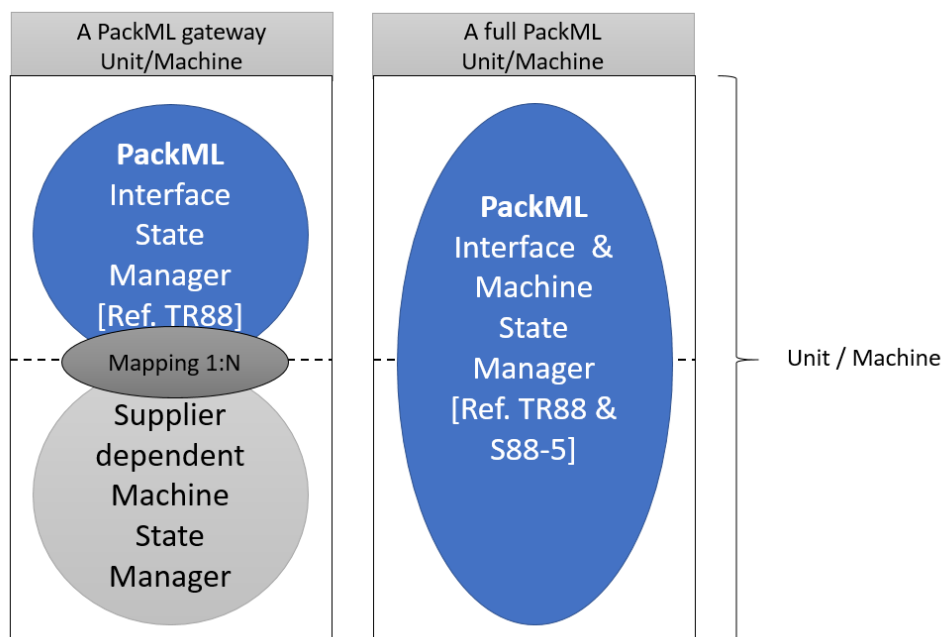 A PackML gateway
Unit/Machine
PackML
Interface
State
Manager
[Ref. TR88]
Mapping 1:N
Supplier
dependent
Machine
State
Manager
A full PackML
Unit/Machine
PackML
Interface &
Machine
State
Manager
[Ref. TR88 &
S88-5]
Unit / Machine